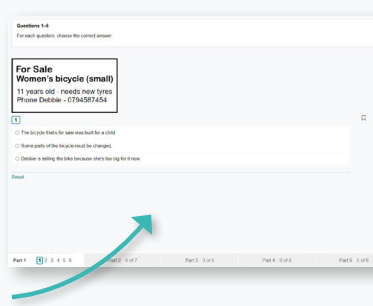 Questions 1-6
For each question, choose the correct answer.
For Sale
Women's bicycle (small)
11 years old - needs new tyres
Phone Debbie - 0794587454
1
The bicycle that's for sale was built for a child.
Some parts of the bicycle must be changed.
Debbie is selling the bike because she's too big for it now.
Reset
Part 1 1 2 3 4 5 6 Part 2 0 of 7 Part 3 0 of 5 Part 4 0 of 6 Part 5 0 of 6